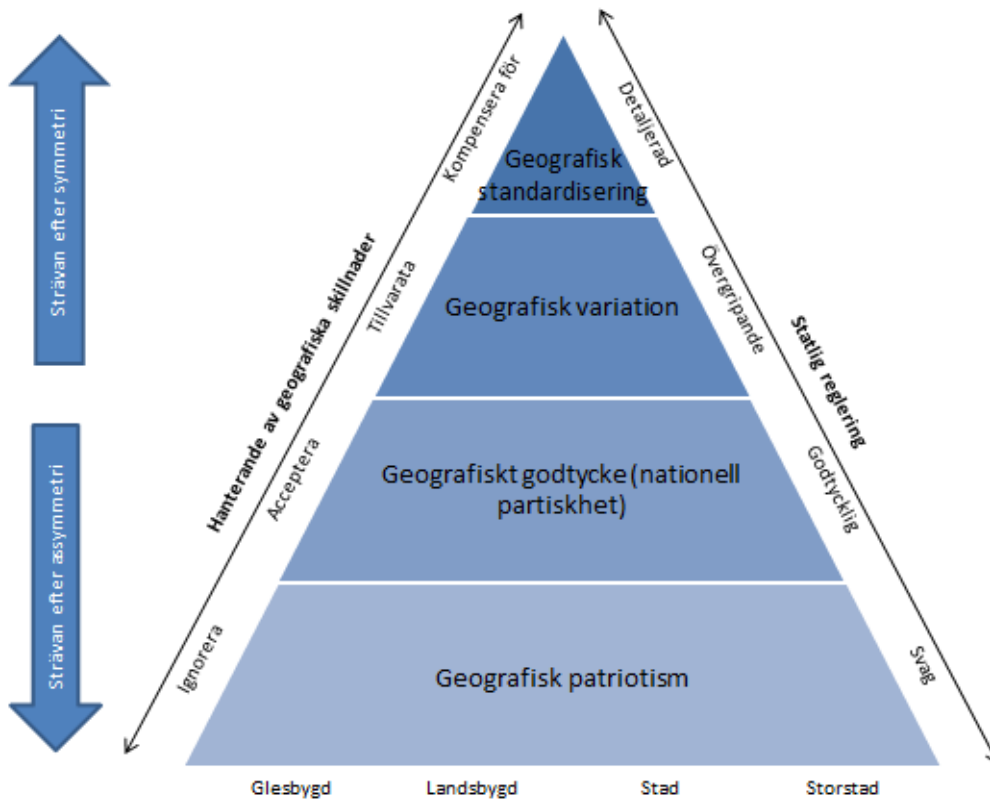 Strävan efter symmetri
Strävan efter assymmetri
Hanterande av geografiska skillnader
Kompensera för
Tillvarata
Acceptera
Ignorera
Geografisk
standardisering
Geografisk variation
Geografiskt godtycke (nationell
partiskhet)
Geografisk patriotism
Detaljerad
Övergripande
Godtycklig
Svag
Statlig reglering
Glesbygd Landsbygd Stad Storstad